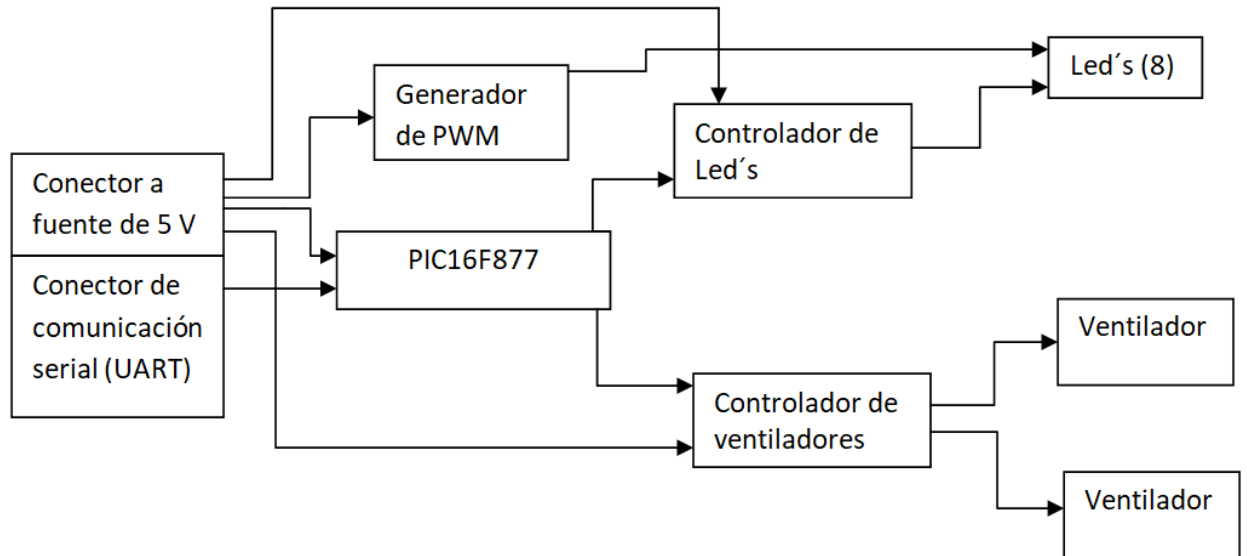 Generador
de PWM
Led´s (8)
Controlador de
Led´s
Conector a
fuente de 5 V
PIC16F877
Conector de
comunicación
serial (UART)
Ventilador
Controlador de
ventiladores
Ventilador